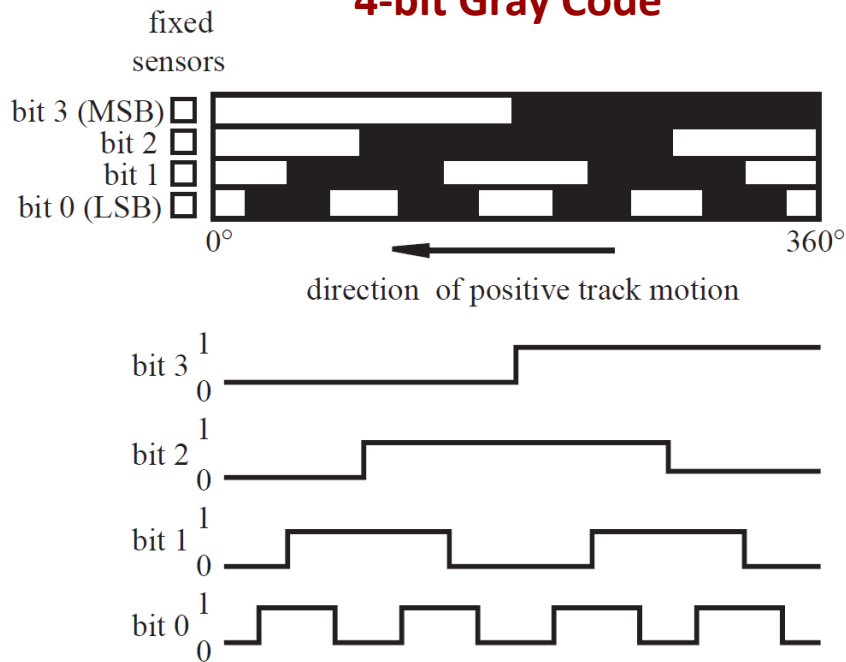 4-bit Gray Code
fixed
sensors
bit 3 (MSB)
bit 2
bit 1
bit 0 (LSB)
0°
360°
direction of positive track motion
bit 3
1
0
bit 2
1
0
bit 1
1
0
bit 0
1
0